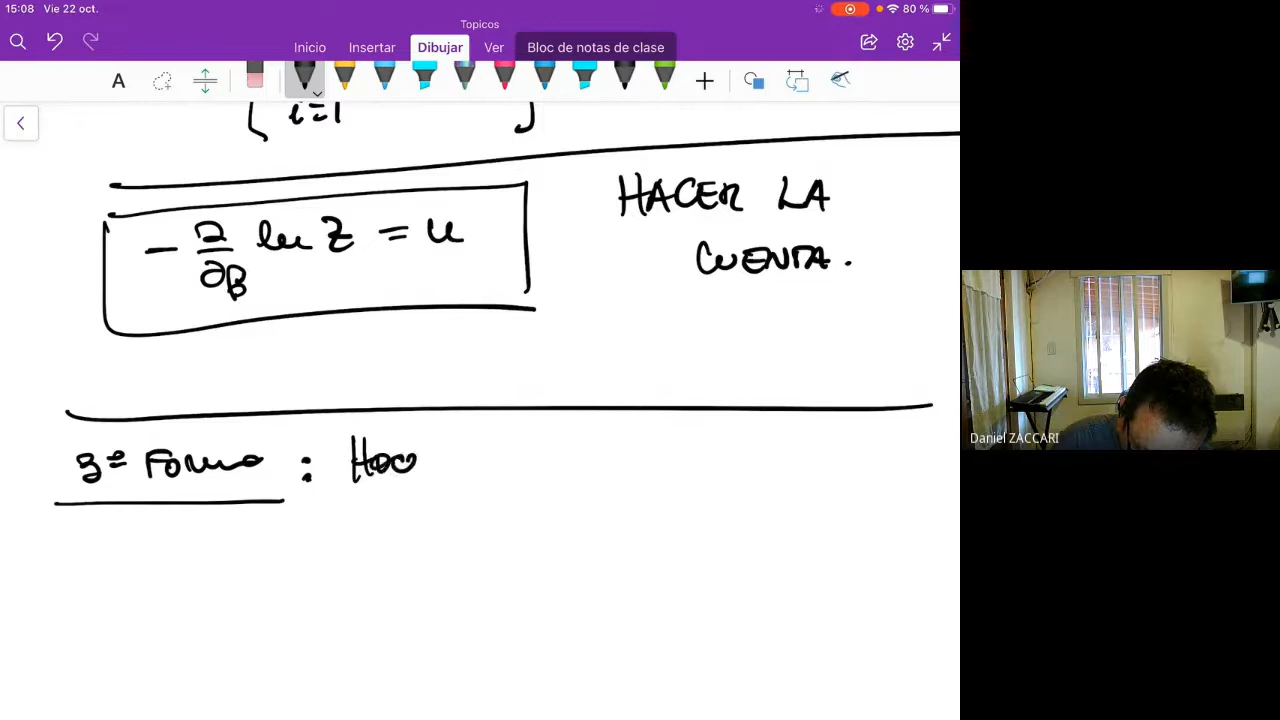 15:08 Vie 22 oct.
80 %
Topicos
Inicio Insertar Dibujar Ver Bloc de notas de clase
A
i=1
HACER LA
CUENTA.
- ∂/∂β ln Z = u
3ª Forma :
Daniel ZACCARI